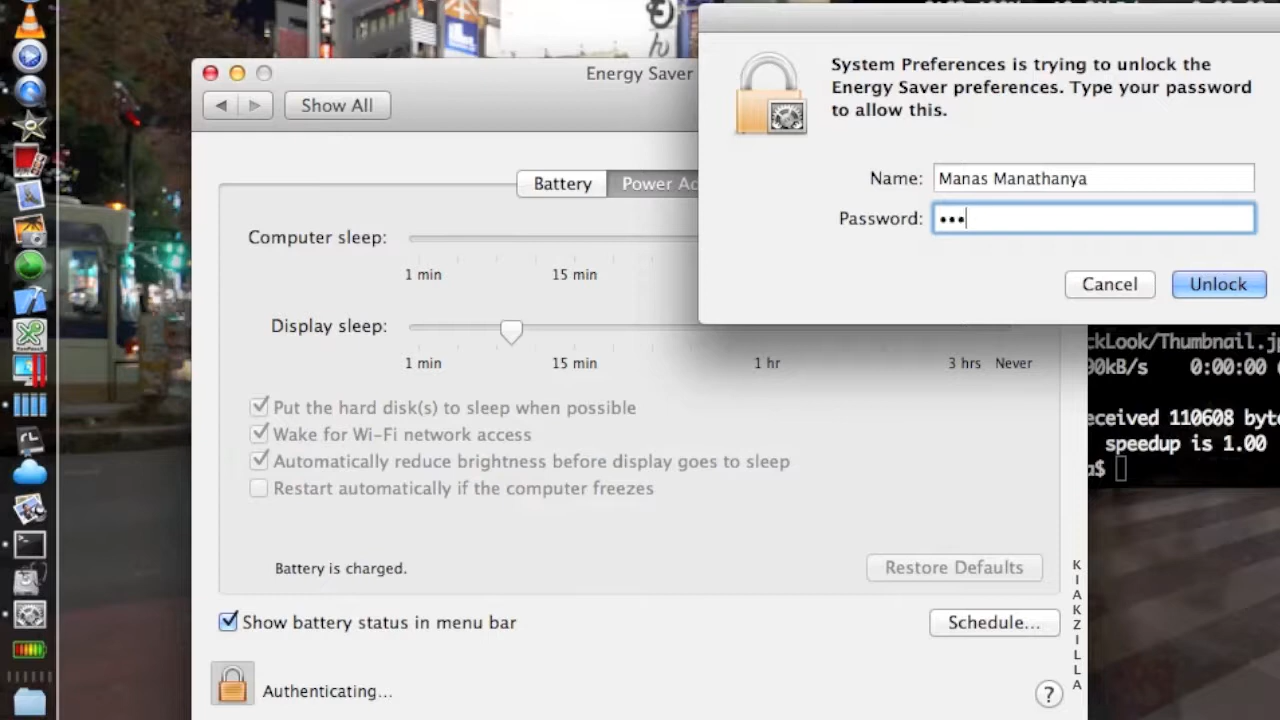 Energy Saver
Show All
System Preferences is trying to unlock the
Energy Saver preferences. Type your password
to allow this.
Name: Manas Manathanya
Password: •••
Cancel
Unlock
Battery
Power Ad
Computer sleep:
1 min
15 min
Display sleep:
1 min
15 min
1 hr
3 hrs
Never
Put the hard disk(s) to sleep when possible
Wake for Wi-Fi network access
Automatically reduce brightness before display goes to sleep
Restart automatically if the computer freezes
Battery is charged.
Restore Defaults
Show battery status in menu bar
Schedule...
Authenticating...
?
ckLook/Thumbnail.jp
00kB/s 0:00:00
eceived 110608 byte
speedup is 1.00
a$
KIAKZILLA